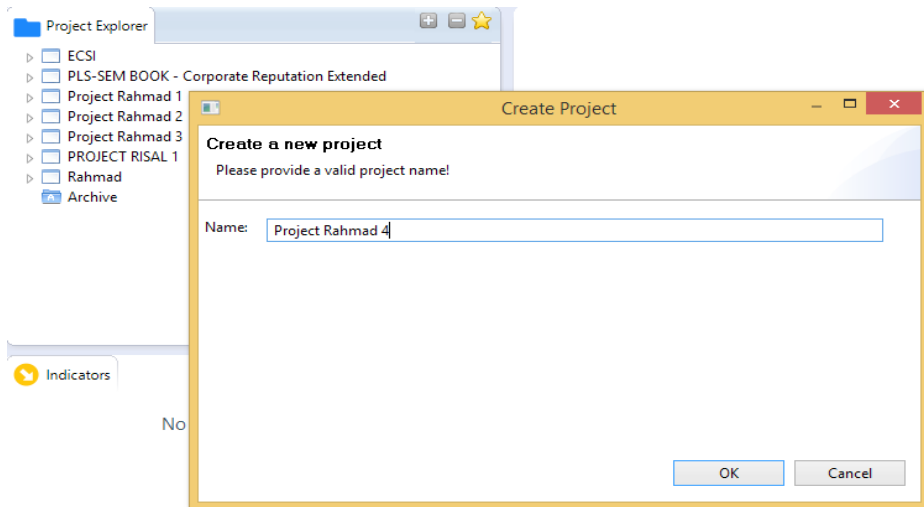 Project Explorer
ECSI
PLS-SEM BOOK - Corporate Reputation Extended
Project Rahmad 1
Project Rahmad 2
Project Rahmad 3
PROJECT RISAL 1
Rahmad
Archive
Create Project
Create a new project
Please provide a valid project name!
Name:
Project Rahmad 4
OK
Cancel
Indicators
No